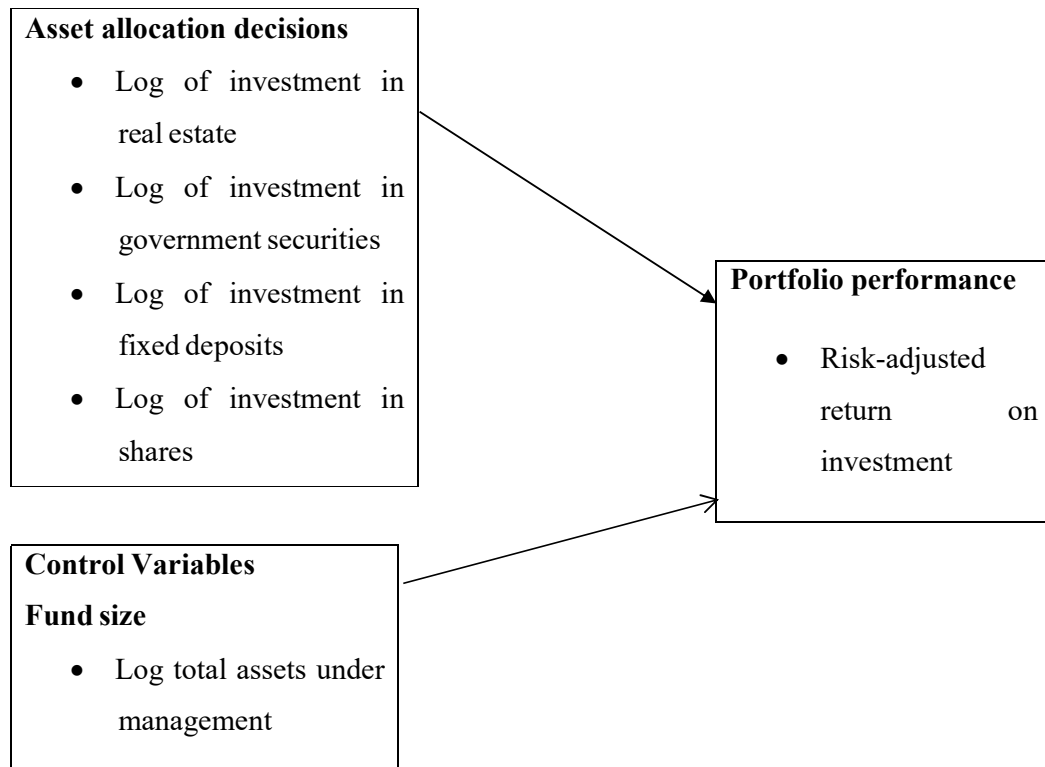 Asset allocation decisions
• Log of investment in
real estate
• Log of investment in
government securities
• Log of investment in
fixed deposits
• Log of investment in
shares
Portfolio performance
• Risk-adjusted
return on
investment
Control Variables
Fund size
• Log total assets under
management